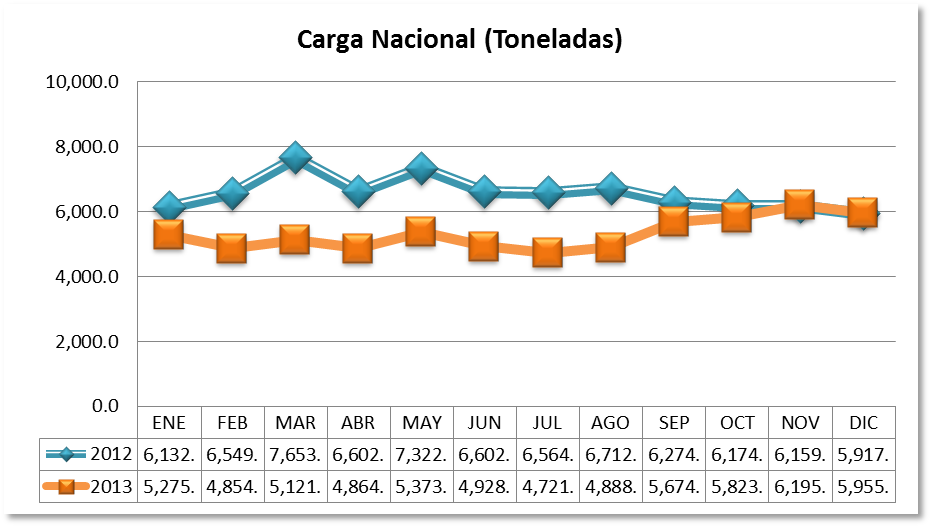 Carga Nacional (Toneladas)
10,000.0
8,000.0
6,000.0
4,000.0
2,000.0
0.0
ENE FEB MAR ABR MAY JUN JUL AGO SEP OCT NOV DIC
2012 6,132. 6,549. 7,653. 6,602. 7,322. 6,602. 6,564. 6,712. 6,274. 6,174. 6,159. 5,917.
2013 5,275. 4,854. 5,121. 4,864. 5,373. 4,928. 4,721. 4,888. 5,674. 5,823. 6,195. 5,955.